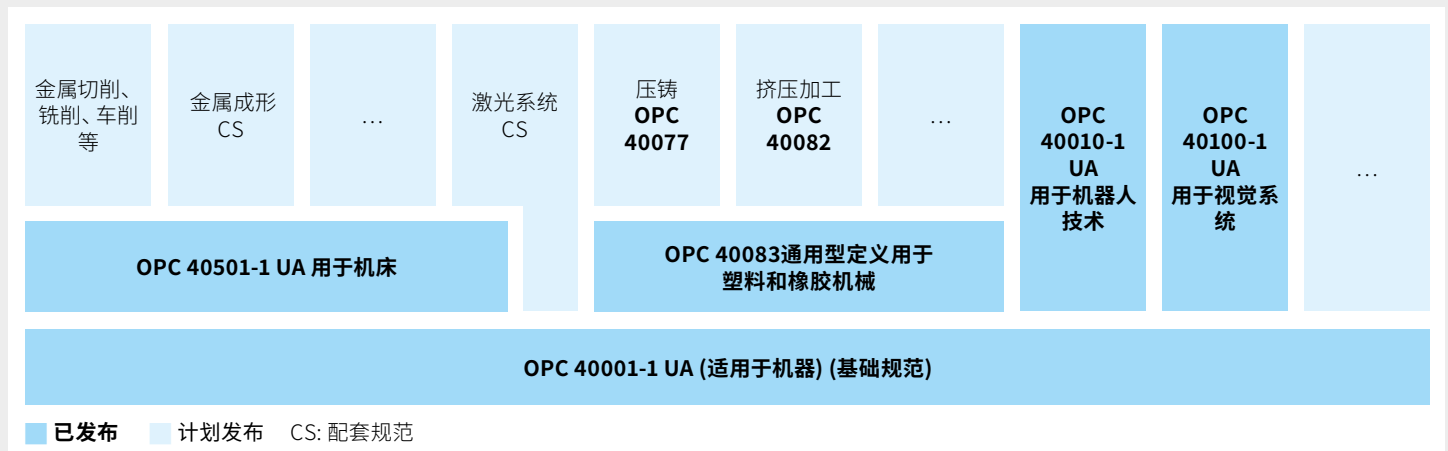 金属切削、
铣削、车削
等
金属成形
CS
…
激光系统
CS
压铸
OPC
40077
挤压加工
OPC
40082
…
OPC
40010-1
UA
用于机器人
技术
OPC
40100-1
UA
用于视觉系
统
…
OPC 40501-1 UA 用于机床
OPC 40083通用型定义用于
塑料和橡胶机械
OPC 40001-1 UA (适用于机器) (基础规范)
已发布
计划发布
CS: 配套规范